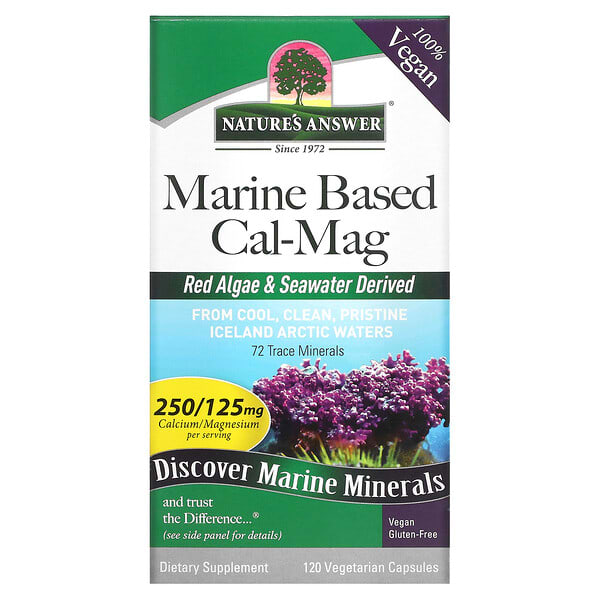 100%
Vegan
NATURE'S ANSWER®
Since 1972
Marine Based
Cal-Mag
Red Algae & Seawater Derived
FROM COOL, CLEAN, PRISTINE
ICELAND ARCTIC WATERS
72 Trace Minerals
250/125mg
Calcium/Magnesium
per serving
Discover Marine Minerals
and trust
the Difference...®
(see side panel for details)
Vegan
Gluten-Free
Dietary Supplement
120 Vegetarian Capsules